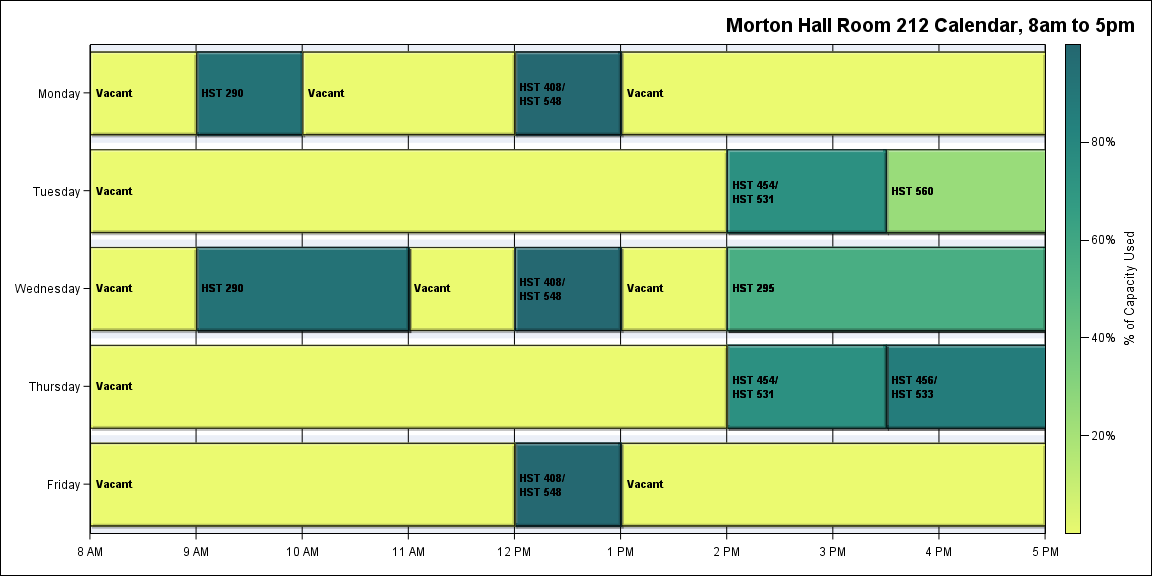 Morton Hall Room 212 Calendar, 8am to 5pm
Monday
Vacant
HST 290
Vacant
HST 408/
HST 548
Vacant
Tuesday
Vacant
HST 454/
HST 531
HST 560
Wednesday
Vacant
HST 290
Vacant
HST 408/
HST 548
Vacant
HST 295
Thursday
Vacant
HST 454/
HST 531
HST 456/
HST 533
Friday
Vacant
HST 408/
HST 548
Vacant
8 AM 9 AM 10 AM 11 AM 12 PM 1 PM 2 PM 3 PM 4 PM 5 PM
80%
60%
40%
20%
% of Capacity Used